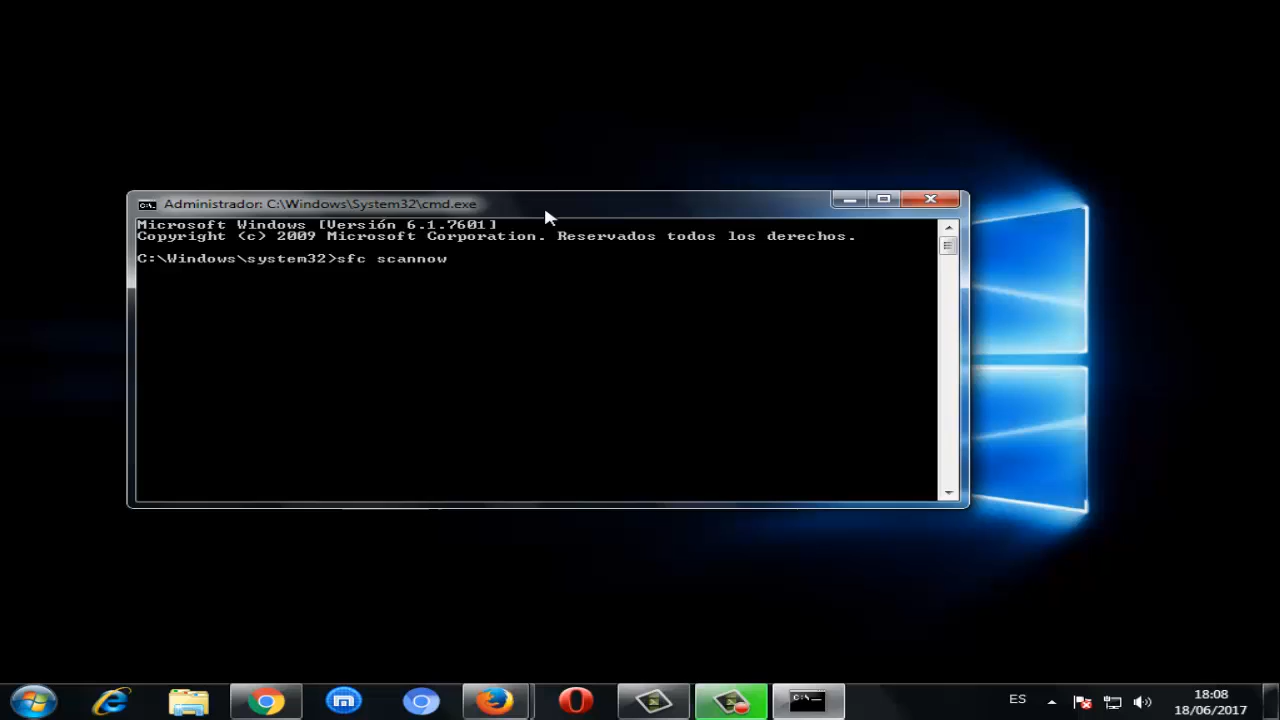 Administrador: C:\Windows\System32\cmd.exe
Microsoft Windows [Versión 6.1.7601]
Copyright (c) 2009 Microsoft Corporation. Reservados todos los derechos.
C:\Windows\system32>sfc scannow
ES
18:08
18/06/2017